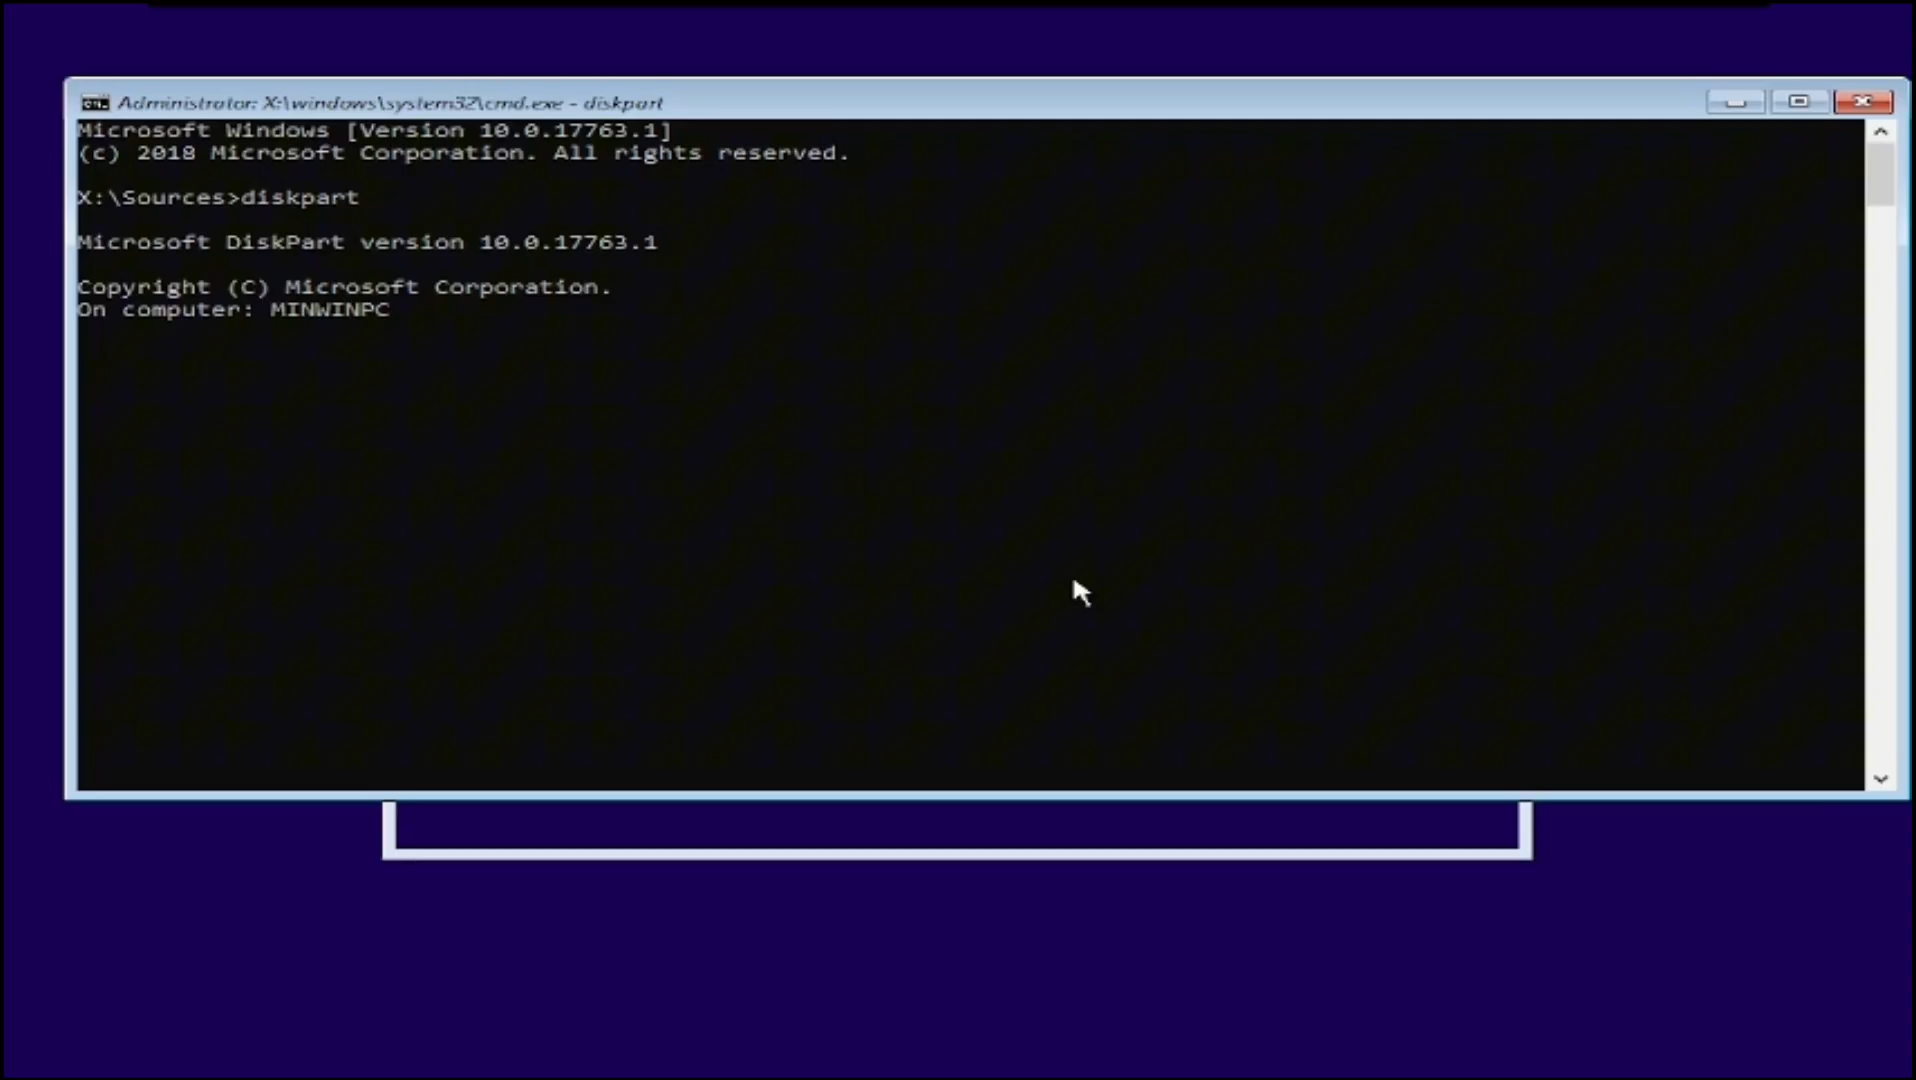 Administrator: X:\windows\system32\cmd.exe - diskpart
Microsoft Windows [Version 10.0.17763.1]
(c) 2018 Microsoft Corporation. All rights reserved.
X:\Sources>diskpart
Microsoft DiskPart version 10.0.17763.1
Copyright (C) Microsoft Corporation.
On computer: MINWINPC